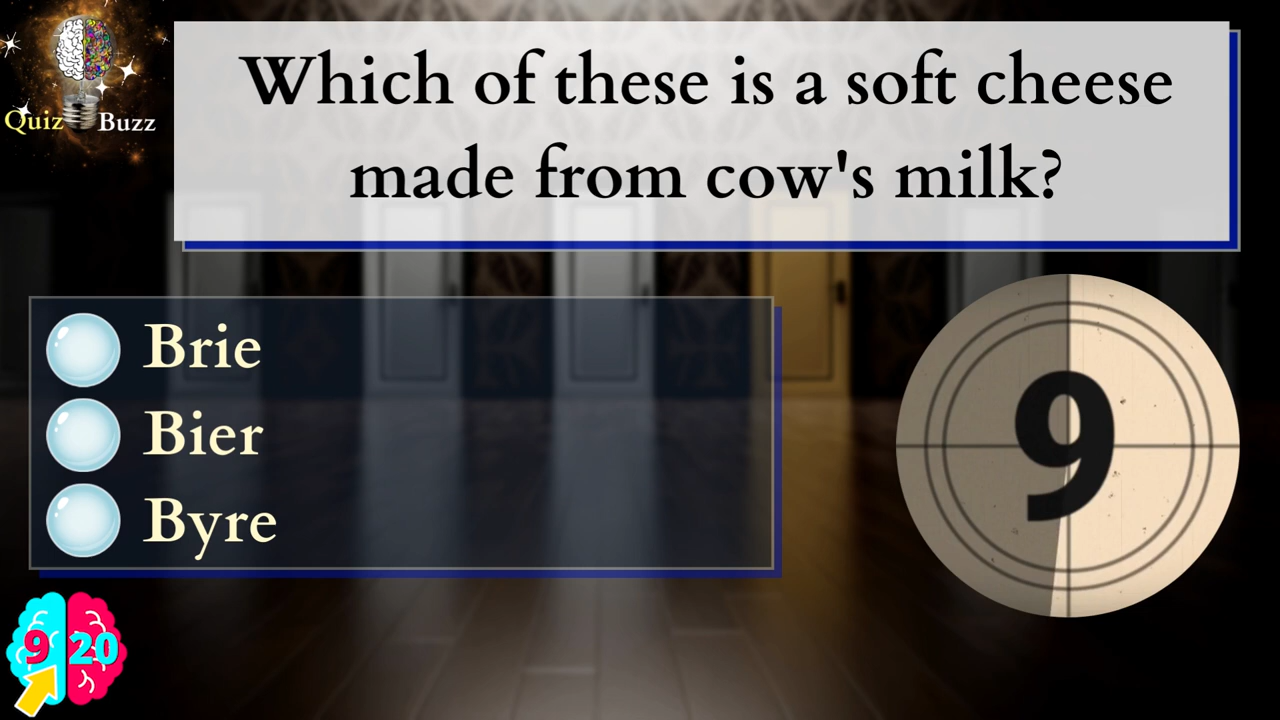 Quiz Buzz
Which of these is a soft cheese
made from cow's milk?
Brie
Bier
Byre
9
9 20